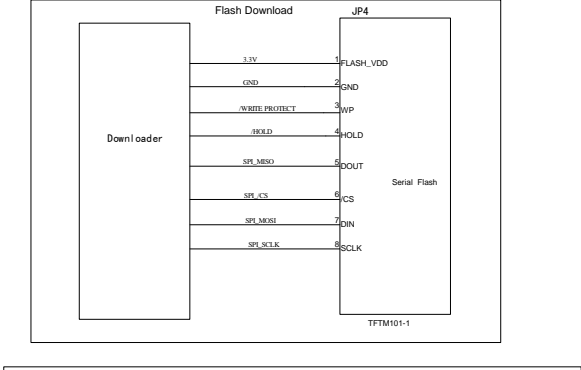 Flash Download
JP4
3.3V 1 FLASH_VDD
GND 2 GND
/WRITE PROTECT 3 WP
Downloader
/HOLD 4 HOLD
SPI_MISO 5 DOUT
Serial Flash
SPI_/CS 6 /CS
SPI_MOSI 7 DIN
SPI_SCLK 8 SCLK
TFTM101-1